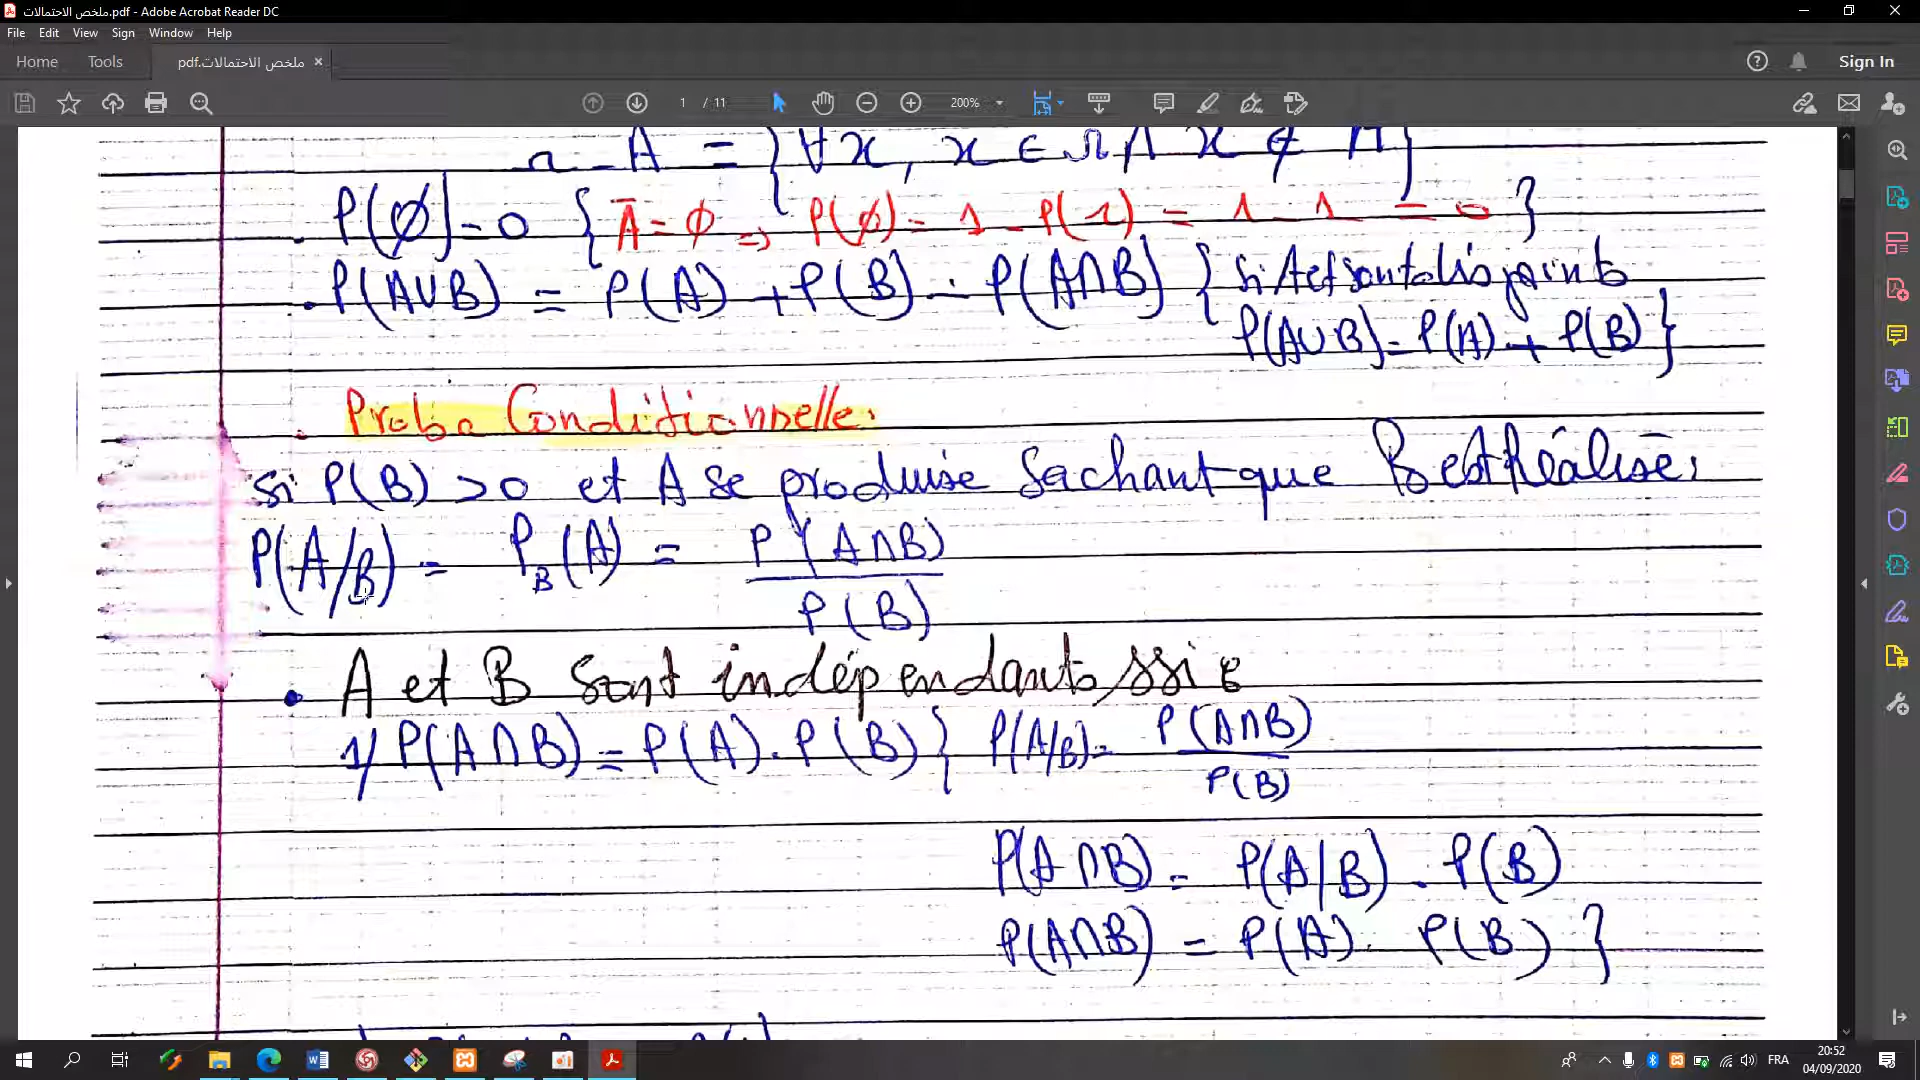 ملخص الاحتمالات.pdf - Adobe Acrobat Reader DC
File Edit View Sign Window Help
Home Tools ملخص الاحتمالات.pdf × Sign In
1 / 11 200%
- A = {∀x, x ∈ Ω ∧ x ∉ A}
. P(∅) = 0 { Ā = ∅ => P(∅) = 1 - P(Ω) = 1 - 1 = 0 }
. P(A∪B) = P(A) + P(B) - P(A∩B) { si A et sont disjoints
P(A∪B) = P(A) + P(B) }
. Proba Conditionnelle:
si P(B) > 0 et A se produise Sachant que B est Réalisé:
P(A/B) = P_B(A) = P(A∩B) / P(B)
• A et B sont indépendants ssi
1/ P(A∩B) = P(A) . P(B) } P(A/B) = P(A∩B) / P(B)
P(A∩B) = P(A/B) . P(B)
P(A∩B) = P(A) . P(B) }
FRA 20:52
04/09/2020